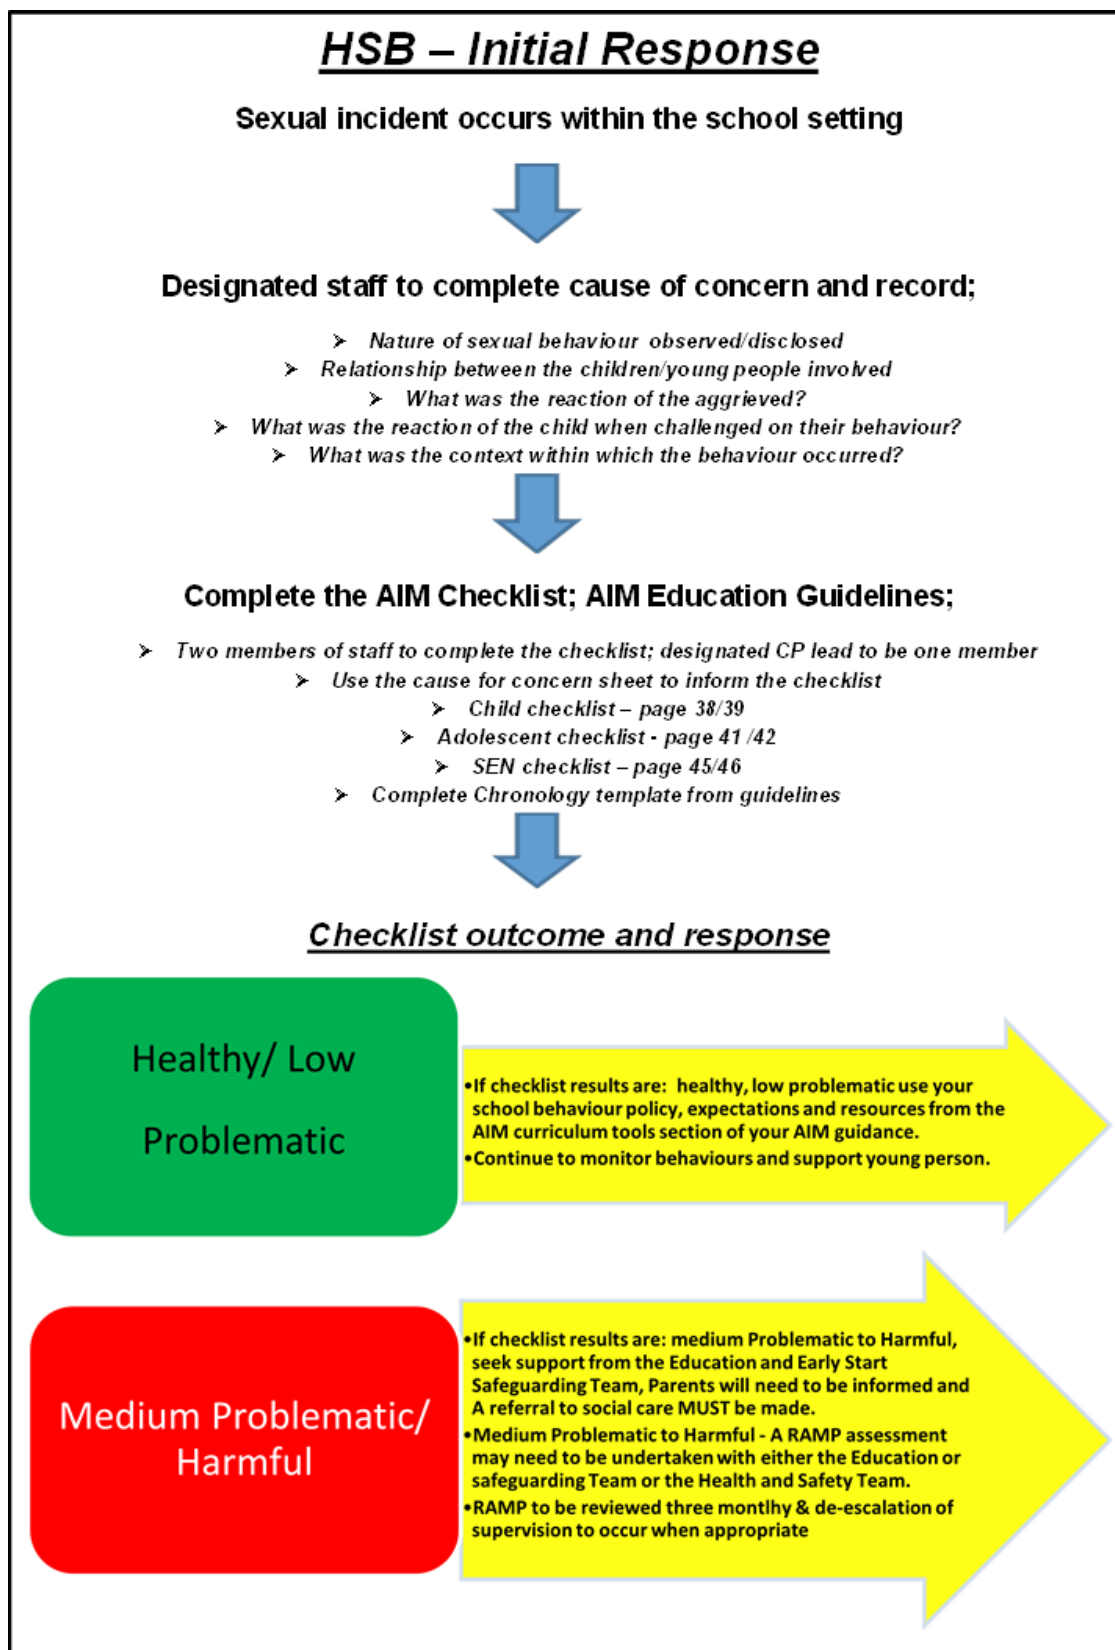 HSB – Initial Response
Sexual incident occurs within the school setting
Designated staff to complete cause of concern and record;
➢ Nature of sexual behaviour observed/disclosed
➢ Relationship between the children/young people involved
➢ What was the reaction of the aggrieved?
➢ What was the reaction of the child when challenged on their behaviour?
➢ What was the context within which the behaviour occurred?
Complete the AIM Checklist; AIM Education Guidelines;
➢ Two members of staff to complete the checklist; designated CP lead to be one member
➢ Use the cause for concern sheet to inform the checklist
➢ Child checklist – page 38/39
➢ Adolescent checklist - page 41 /42
➢ SEN checklist – page 45/46
➢ Complete Chronology template from guidelines
Checklist outcome and response
Healthy/ Low
Problematic
•If checklist results are: healthy, low problematic use your
school behaviour policy, expectations and resources from the
AIM curriculum tools section of your AIM guidance.
•Continue to monitor behaviours and support young person.
Medium Problematic/
Harmful
•If checklist results are: medium Problematic to Harmful,
seek support from the Education and Early Start
Safeguarding Team, Parents will need to be informed and
A referral to social care MUST be made.
•Medium Problematic to Harmful - A RAMP assessment
may need to be undertaken with either the Education or
safeguarding Team or the Health and Safety Team.
•RAMP to be reviewed three montlhy & de-escalation of
supervision to occur when appropriate